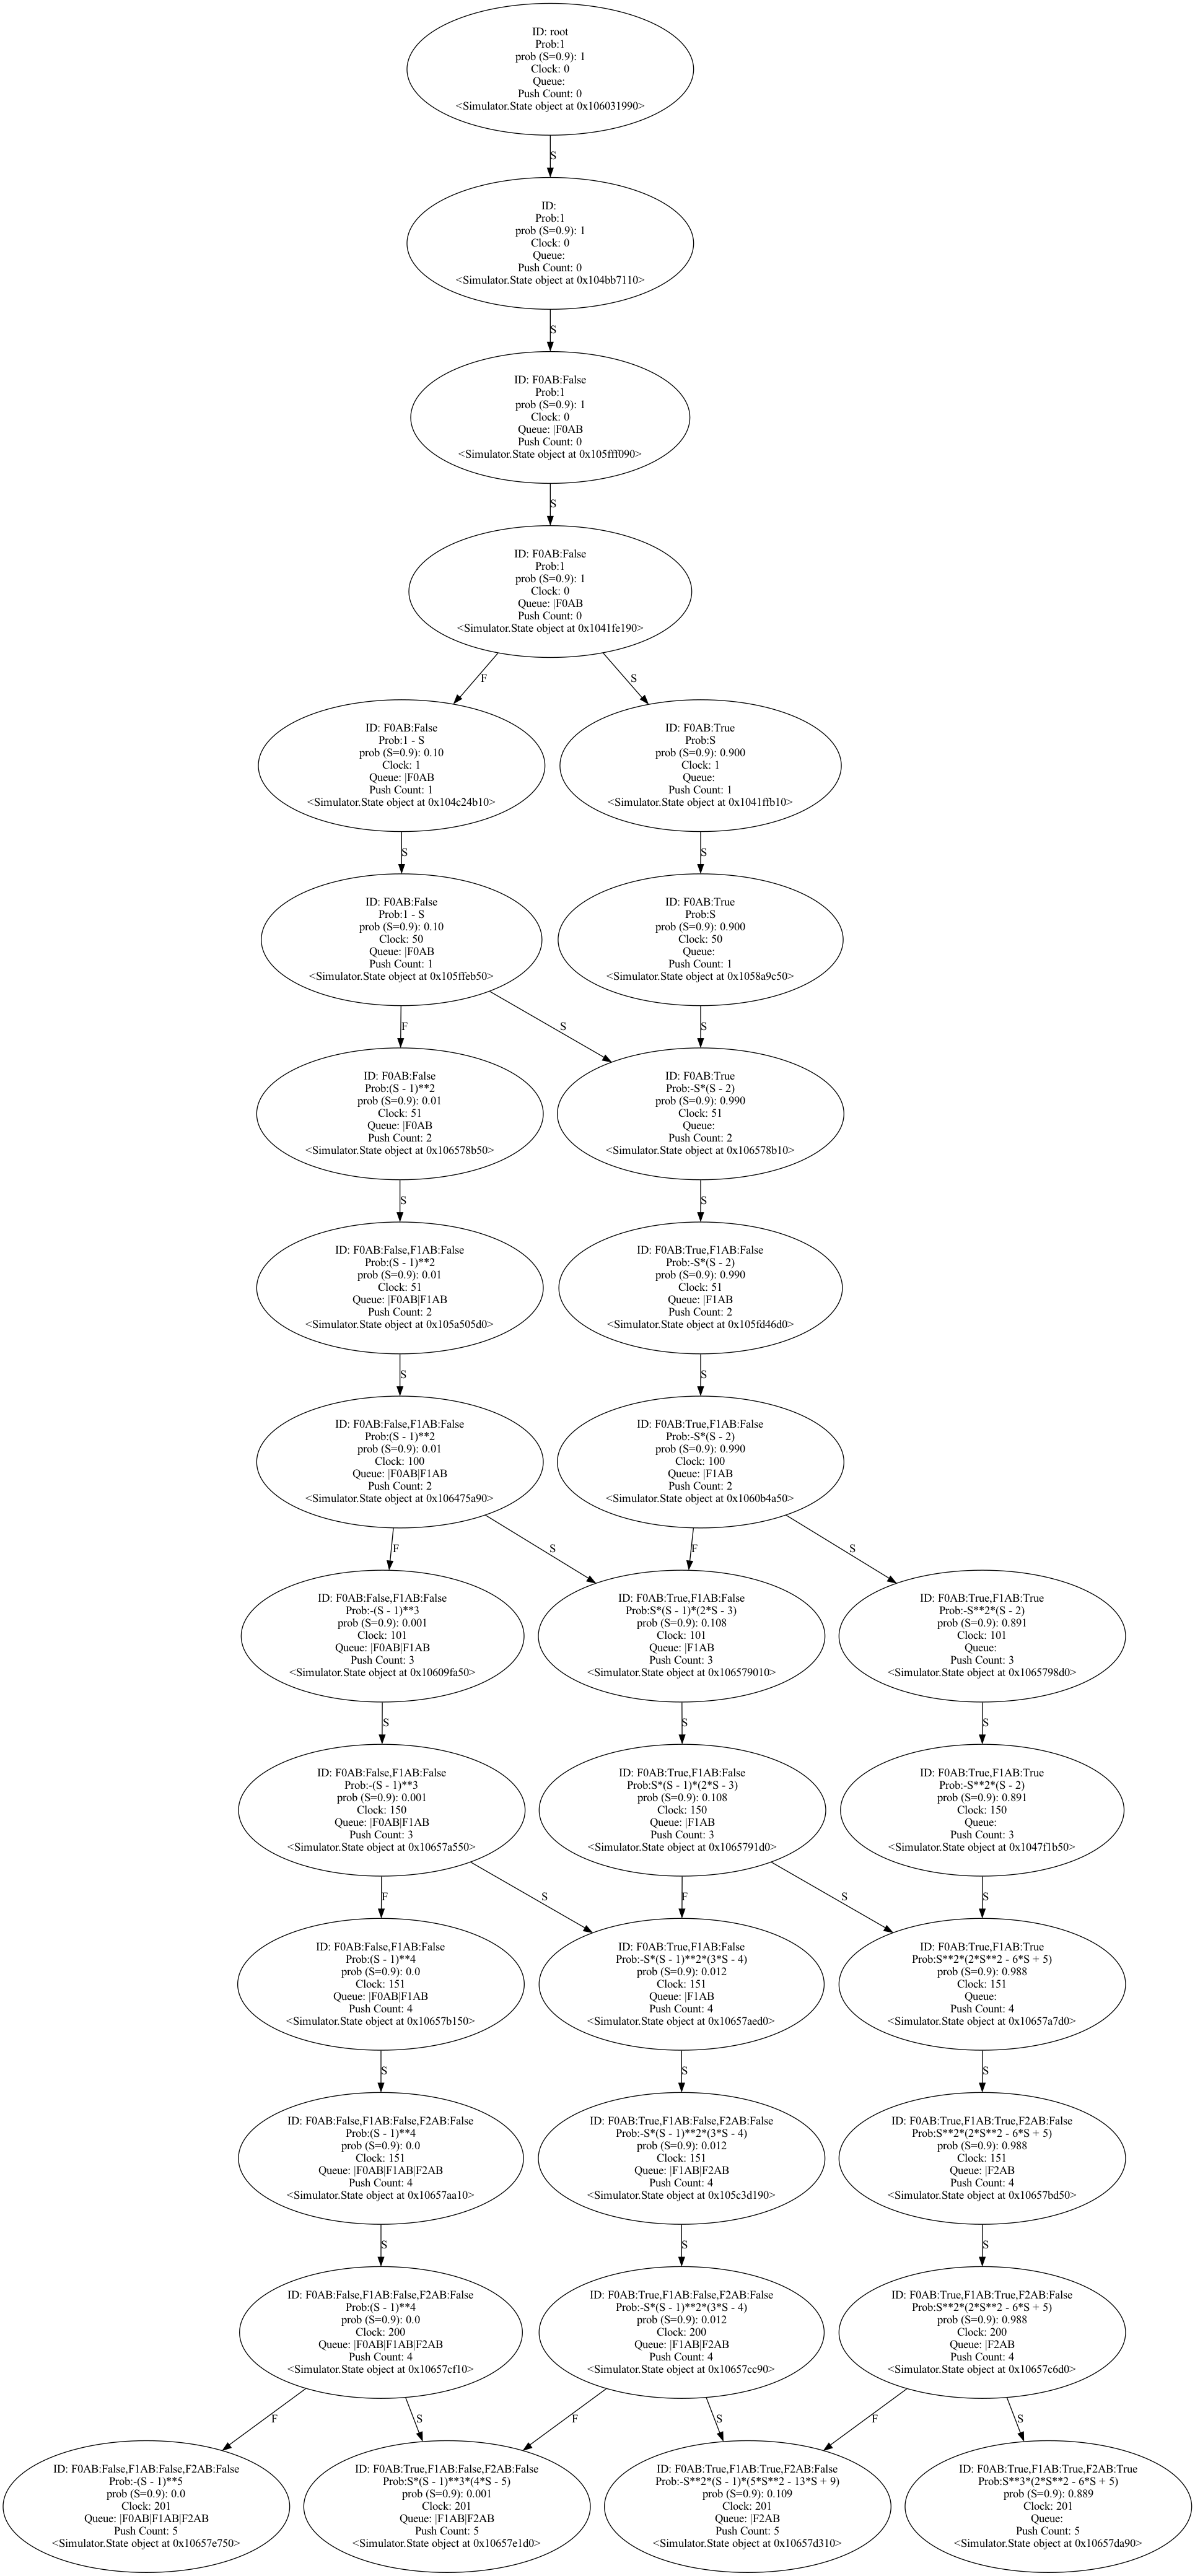 ID: root
Prob:1
prob (S=0.9): 1
Clock: 0
Queue:
Push Count: 0
<Simulator.State object at 0x106031990>
S
ID:
Prob:1
prob (S=0.9): 1
Clock: 0
Queue:
Push Count: 0
<Simulator.State object at 0x104bb7110>
S
ID: F0AB:False
Prob:1
prob (S=0.9): 1
Clock: 0
Queue: |F0AB
Push Count: 0
<Simulator.State object at 0x105fff090>
S
ID: F0AB:False
Prob:1
prob (S=0.9): 1
Clock: 0
Queue: |F0AB
Push Count: 0
<Simulator.State object at 0x1041fe190>
F
S
ID: F0AB:False
Prob:1 - S
prob (S=0.9): 0.10
Clock: 1
Queue: |F0AB
Push Count: 1
<Simulator.State object at 0x104c24b10>
ID: F0AB:True
Prob:S
prob (S=0.9): 0.900
Clock: 1
Queue:
Push Count: 1
<Simulator.State object at 0x1041ffb10>
S
S
ID: F0AB:False
Prob:1 - S
prob (S=0.9): 0.10
Clock: 50
Queue: |F0AB
Push Count: 1
<Simulator.State object at 0x105ffeb50>
ID: F0AB:True
Prob:S
prob (S=0.9): 0.900
Clock: 50
Queue:
Push Count: 1
<Simulator.State object at 0x1058a9c50>
F
S
S
ID: F0AB:False
Prob:(S - 1)**2
prob (S=0.9): 0.01
Clock: 51
Queue: |F0AB
Push Count: 2
<Simulator.State object at 0x106578b50>
ID: F0AB:True
Prob:-S*(S - 2)
prob (S=0.9): 0.990
Clock: 51
Queue:
Push Count: 2
<Simulator.State object at 0x106578b10>
S
S
ID: F0AB:False,F1AB:False
Prob:(S - 1)**2
prob (S=0.9): 0.01
Clock: 51
Queue: |F0AB|F1AB
Push Count: 2
<Simulator.State object at 0x105a505d0>
ID: F0AB:True,F1AB:False
Prob:-S*(S - 2)
prob (S=0.9): 0.990
Clock: 51
Queue: |F1AB
Push Count: 2
<Simulator.State object at 0x105fd46d0>
S
S
ID: F0AB:False,F1AB:False
Prob:(S - 1)**2
prob (S=0.9): 0.01
Clock: 100
Queue: |F0AB|F1AB
Push Count: 2
<Simulator.State object at 0x106475a90>
ID: F0AB:True,F1AB:False
Prob:-S*(S - 2)
prob (S=0.9): 0.990
Clock: 100
Queue: |F1AB
Push Count: 2
<Simulator.State object at 0x1060b4a50>
F
S
F
S
ID: F0AB:False,F1AB:False
Prob:-(S - 1)**3
prob (S=0.9): 0.001
Clock: 101
Queue: |F0AB|F1AB
Push Count: 3
<Simulator.State object at 0x10609fa50>
ID: F0AB:True,F1AB:False
Prob:S*(S - 1)*(2*S - 3)
prob (S=0.9): 0.108
Clock: 101
Queue: |F1AB
Push Count: 3
<Simulator.State object at 0x106579010>
ID: F0AB:True,F1AB:True
Prob:-S**2*(S - 2)
prob (S=0.9): 0.891
Clock: 101
Queue:
Push Count: 3
<Simulator.State object at 0x1065798d0>
S
S
S
ID: F0AB:False,F1AB:False
Prob:-(S - 1)**3
prob (S=0.9): 0.001
Clock: 150
Queue: |F0AB|F1AB
Push Count: 3
<Simulator.State object at 0x10657a550>
ID: F0AB:True,F1AB:False
Prob:S*(S - 1)*(2*S - 3)
prob (S=0.9): 0.108
Clock: 150
Queue: |F1AB
Push Count: 3
<Simulator.State object at 0x1065791d0>
ID: F0AB:True,F1AB:True
Prob:-S**2*(S - 2)
prob (S=0.9): 0.891
Clock: 150
Queue:
Push Count: 3
<Simulator.State object at 0x1047f1b50>
F
S
F
S
S
ID: F0AB:False,F1AB:False
Prob:(S - 1)**4
prob (S=0.9): 0.0
Clock: 151
Queue: |F0AB|F1AB
Push Count: 4
<Simulator.State object at 0x10657b150>
ID: F0AB:True,F1AB:False
Prob:-S*(S - 1)**2*(3*S - 4)
prob (S=0.9): 0.012
Clock: 151
Queue: |F1AB
Push Count: 4
<Simulator.State object at 0x10657aed0>
ID: F0AB:True,F1AB:True
Prob:S**2*(2*S**2 - 6*S + 5)
prob (S=0.9): 0.988
Clock: 151
Queue:
Push Count: 4
<Simulator.State object at 0x10657a7d0>
S
S
S
ID: F0AB:False,F1AB:False,F2AB:False
Prob:(S - 1)**4
prob (S=0.9): 0.0
Clock: 151
Queue: |F0AB|F1AB|F2AB
Push Count: 4
<Simulator.State object at 0x10657aa10>
ID: F0AB:True,F1AB:False,F2AB:False
Prob:-S*(S - 1)**2*(3*S - 4)
prob (S=0.9): 0.012
Clock: 151
Queue: |F1AB|F2AB
Push Count: 4
<Simulator.State object at 0x105c3d190>
ID: F0AB:True,F1AB:True,F2AB:False
Prob:S**2*(2*S**2 - 6*S + 5)
prob (S=0.9): 0.988
Clock: 151
Queue: |F2AB
Push Count: 4
<Simulator.State object at 0x10657bd50>
S
S
S
ID: F0AB:False,F1AB:False,F2AB:False
Prob:(S - 1)**4
prob (S=0.9): 0.0
Clock: 200
Queue: |F0AB|F1AB|F2AB
Push Count: 4
<Simulator.State object at 0x10657cf10>
ID: F0AB:True,F1AB:False,F2AB:False
Prob:-S*(S - 1)**2*(3*S - 4)
prob (S=0.9): 0.012
Clock: 200
Queue: |F1AB|F2AB
Push Count: 4
<Simulator.State object at 0x10657cc90>
ID: F0AB:True,F1AB:True,F2AB:False
Prob:S**2*(2*S**2 - 6*S + 5)
prob (S=0.9): 0.988
Clock: 200
Queue: |F2AB
Push Count: 4
<Simulator.State object at 0x10657c6d0>
F
S
F
S
F
S
ID: F0AB:False,F1AB:False,F2AB:False
Prob:-(S - 1)**5
prob (S=0.9): 0.0
Clock: 201
Queue: |F0AB|F1AB|F2AB
Push Count: 5
<Simulator.State object at 0x10657e750>
ID: F0AB:True,F1AB:False,F2AB:False
Prob:S*(S - 1)**3*(4*S - 5)
prob (S=0.9): 0.001
Clock: 201
Queue: |F1AB|F2AB
Push Count: 5
<Simulator.State object at 0x10657e1d0>
ID: F0AB:True,F1AB:True,F2AB:False
Prob:-S**2*(S - 1)*(5*S**2 - 13*S + 9)
prob (S=0.9): 0.109
Clock: 201
Queue: |F2AB
Push Count: 5
<Simulator.State object at 0x10657d310>
ID: F0AB:True,F1AB:True,F2AB:True
Prob:S**3*(2*S**2 - 6*S + 5)
prob (S=0.9): 0.889
Clock: 201
Queue:
Push Count: 5
<Simulator.State object at 0x10657da90>